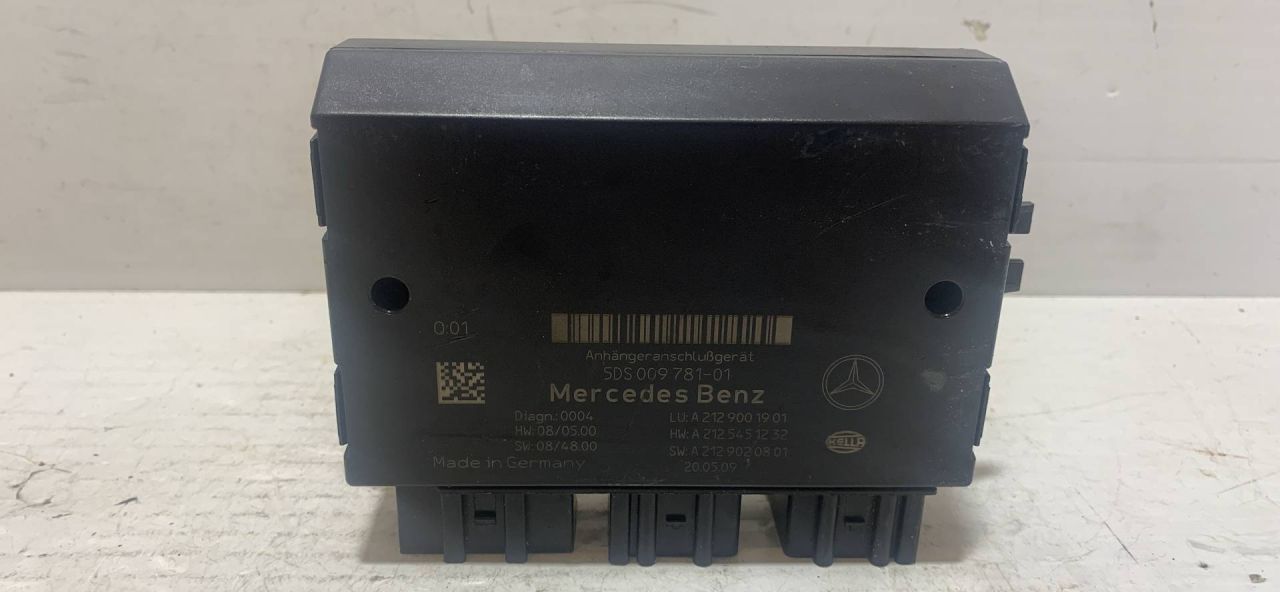 0:01
Anhängeranschlußgerät
5DS 009 781-01
Mercedes Benz
Diagn.: 0004
LU: A 212 900 19 01
HW: 08/05.00
HW: A 212 545 12 32
SW: 08/48.00
SW: A 212 902 08 01
Made in Germany
20.05.09
HELLA